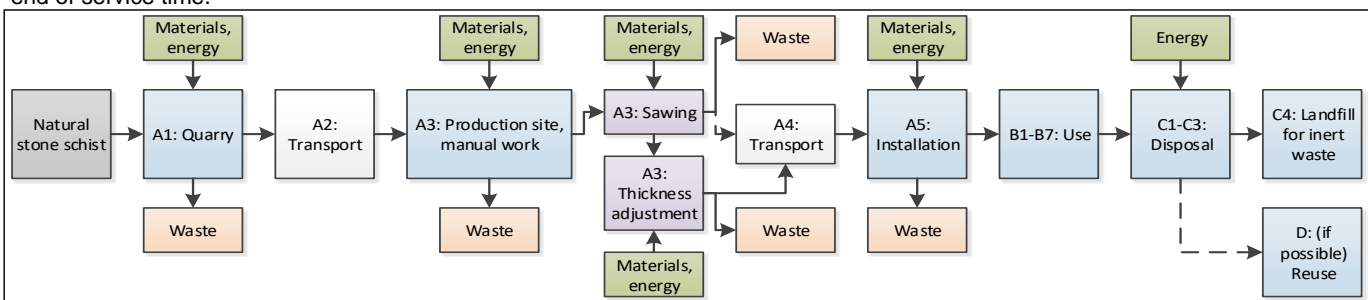 end of service time.
Materials,
energy
Materials,
energy
Materials,
energy
Waste
Materials,
energy
Energy
Natural
stone schist
A1: Quarry
A2:
Transport
A3: Production site,
manual work
A3: Sawing
A4:
Transport
A5:
Installation
B1-B7: Use
C1-C3:
Disposal
C4: Landfill
for inert
waste
A3:
Thickness
adjustment
Waste
Waste
Waste
Waste
D: (if
possible)
Reuse
Materials,
energy